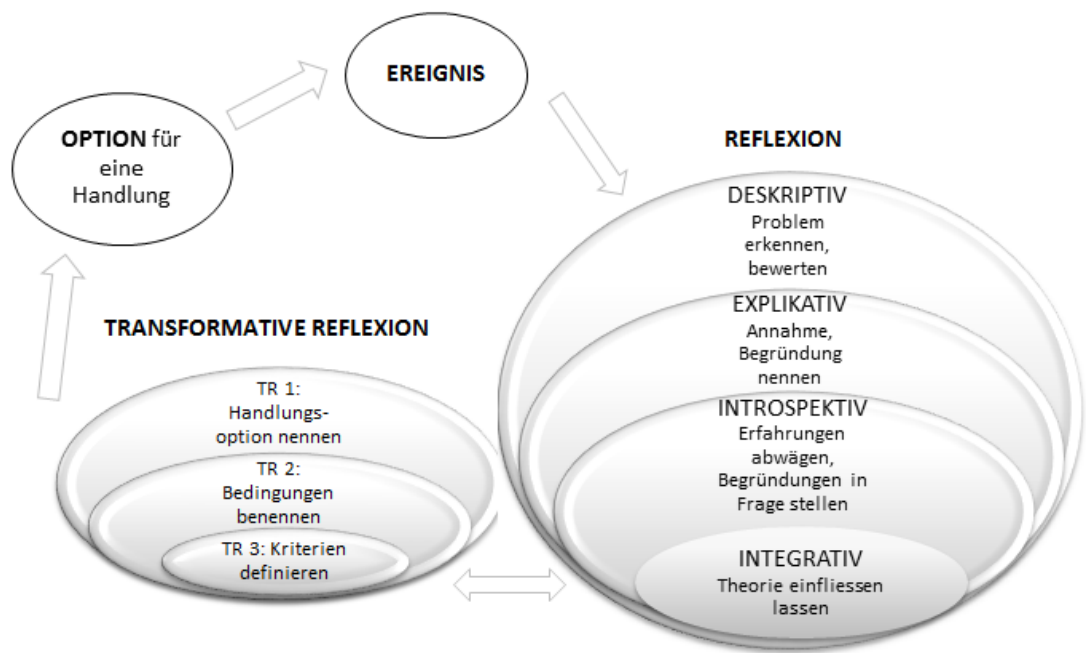 EREIGNIS
OPTION für
eine
Handlung
REFLEXION
DESKRIPTIV
Problem
erkennen,
bewerten
EXPLIKATIV
Annahme,
Begründung
nennen
INTROSPEKTIV
Erfahrungen
abwägen,
Begründungen in
Frage stellen
INTEGRATIV
Theorie einfliessen
lassen
TRANSFORMATIVE REFLEXION
TR 1:
Handlungs-
option nennen
TR 2:
Bedingungen
benennen
TR 3: Kriterien
definieren